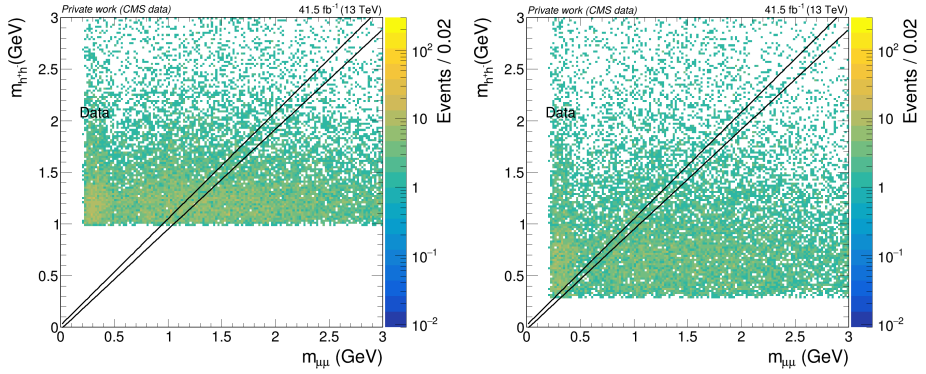 Private work (CMS data) 41.5 fb⁻¹ (13 TeV)
m_h⁺h⁻ (GeV)
3
2.5
2
1.5
1
0.5
0
Data
0 0.5 1 1.5 2 2.5 3
m_μμ (GeV)
10²
10
1
10⁻¹
10⁻²
Events / 0.02
Private work (CMS data) 41.5 fb⁻¹ (13 TeV)
m_h⁺h⁻ (GeV)
3
2.5
2
1.5
1
0.5
0
Data
0 0.5 1 1.5 2 2.5 3
m_μμ (GeV)
10²
10
1
10⁻¹
10⁻²
Events / 0.02